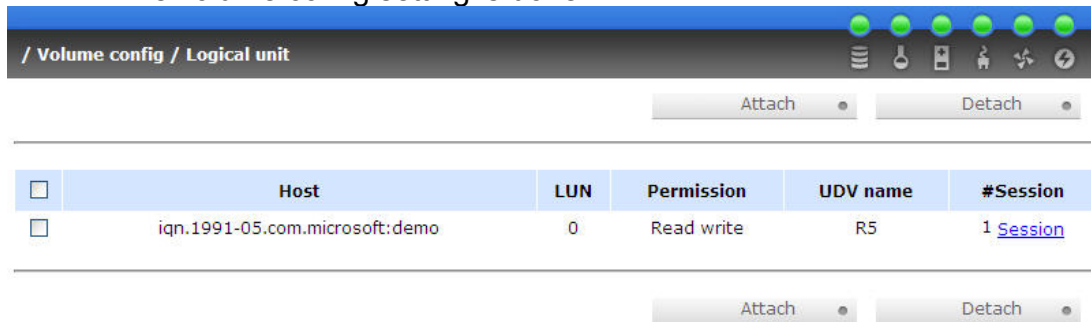 / Volume config / Logical unit
Attach Detach
Host LUN Permission UDV name #Session
iqn.1991-05.com.microsoft:demo 0 Read write R5 1 Session
Attach Detach